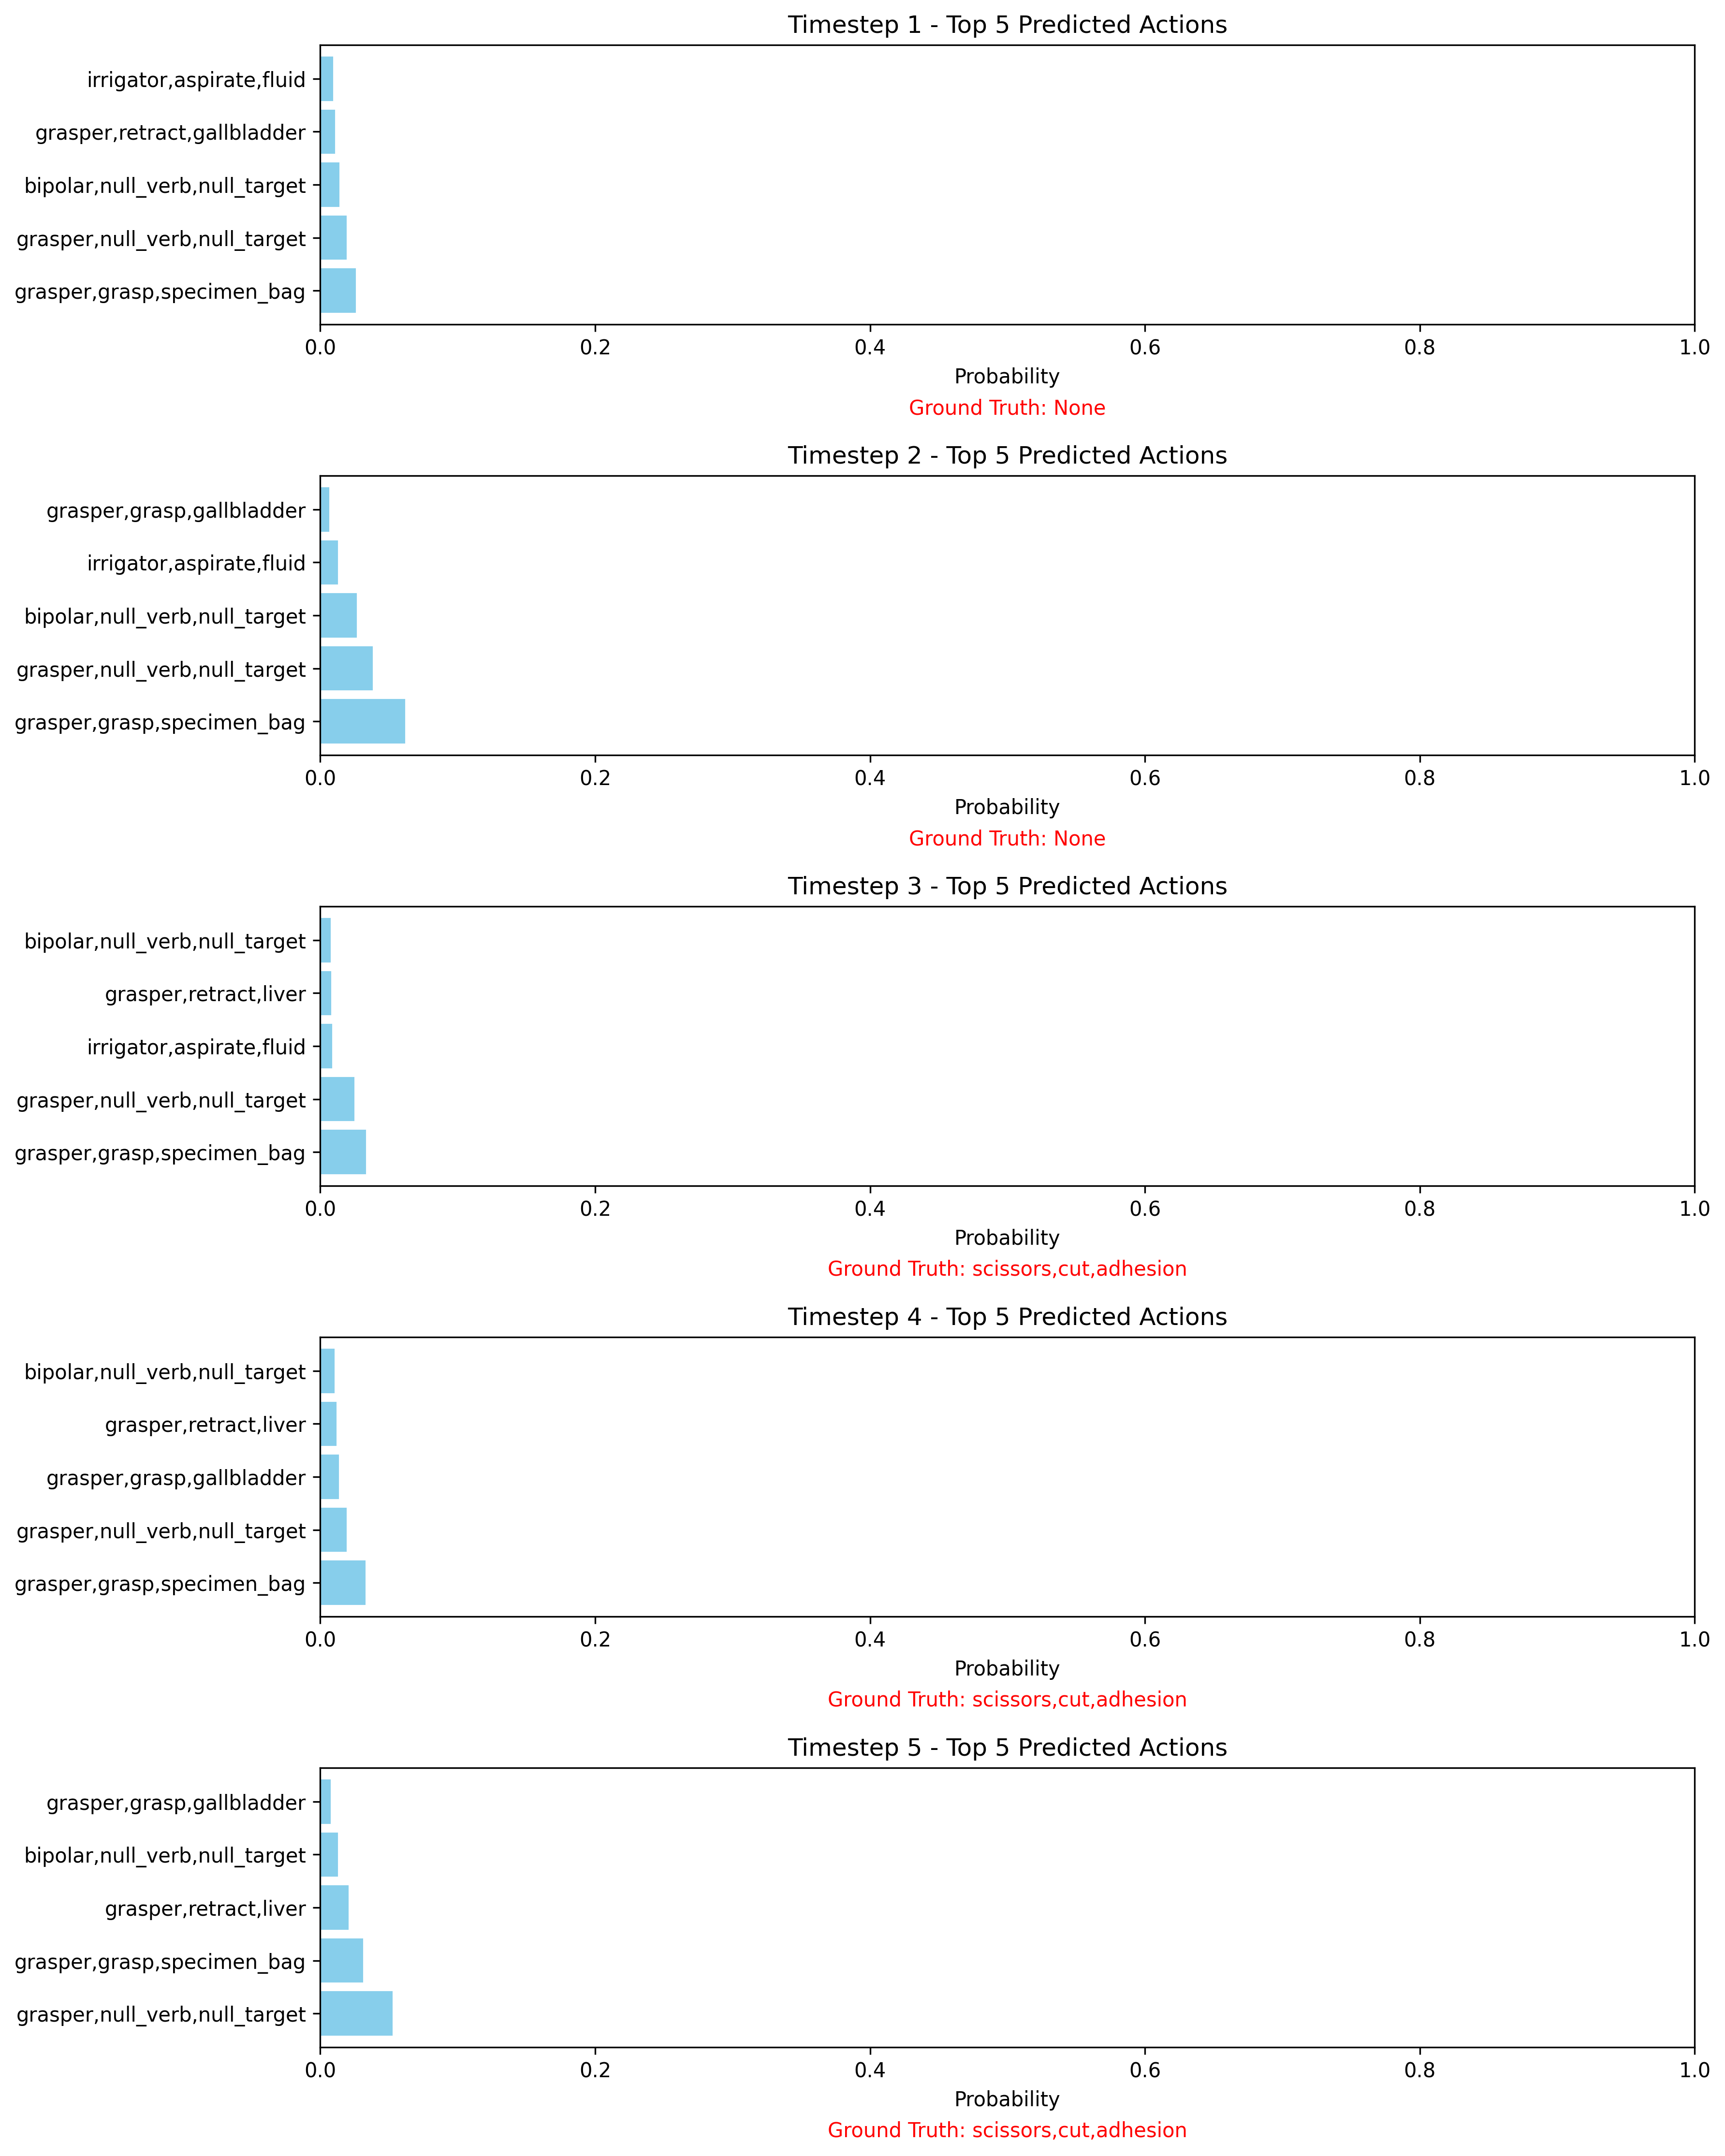 Timestep 1 - Top 5 Predicted Actions
irrigator,aspirate,fluid
grasper,retract,gallbladder
bipolar,null_verb,null_target
grasper,null_verb,null_target
grasper,grasp,specimen_bag
0.0 0.2 0.4 0.6 0.8 1.0
Probability
Ground Truth: None
Timestep 2 - Top 5 Predicted Actions
grasper,grasp,gallbladder
irrigator,aspirate,fluid
bipolar,null_verb,null_target
grasper,null_verb,null_target
grasper,grasp,specimen_bag
0.0 0.2 0.4 0.6 0.8 1.0
Probability
Ground Truth: None
Timestep 3 - Top 5 Predicted Actions
bipolar,null_verb,null_target
grasper,retract,liver
irrigator,aspirate,fluid
grasper,null_verb,null_target
grasper,grasp,specimen_bag
0.0 0.2 0.4 0.6 0.8 1.0
Probability
Ground Truth: scissors,cut,adhesion
Timestep 4 - Top 5 Predicted Actions
bipolar,null_verb,null_target
grasper,retract,liver
grasper,grasp,gallbladder
grasper,null_verb,null_target
grasper,grasp,specimen_bag
0.0 0.2 0.4 0.6 0.8 1.0
Probability
Ground Truth: scissors,cut,adhesion
Timestep 5 - Top 5 Predicted Actions
grasper,grasp,gallbladder
bipolar,null_verb,null_target
grasper,retract,liver
grasper,grasp,specimen_bag
grasper,null_verb,null_target
0.0 0.2 0.4 0.6 0.8 1.0
Probability
Ground Truth: scissors,cut,adhesion